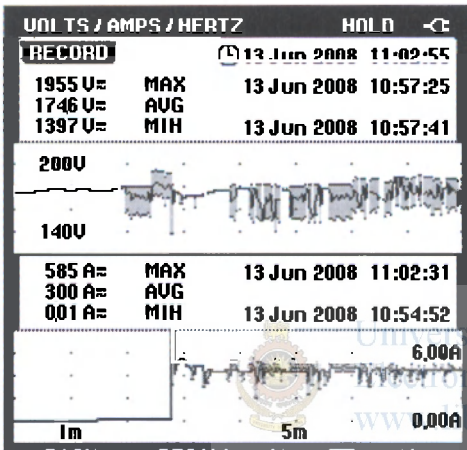 VOLTS / AMPS / HERTZ HOLD
RECORD 13 Jun 2008 11:02:55
1955 V≂ MAX 13 Jun 2008 10:57:25
1746 V≂ AVG
1397 V≂ MIN 13 Jun 2008 10:57:41
200V
140V
585 A≂ MAX 13 Jun 2008 11:02:31
300 A≂ AVG
0,01 A≂ MIN 13 Jun 2008 10:54:52
6,00A
0,00A
1m 5m